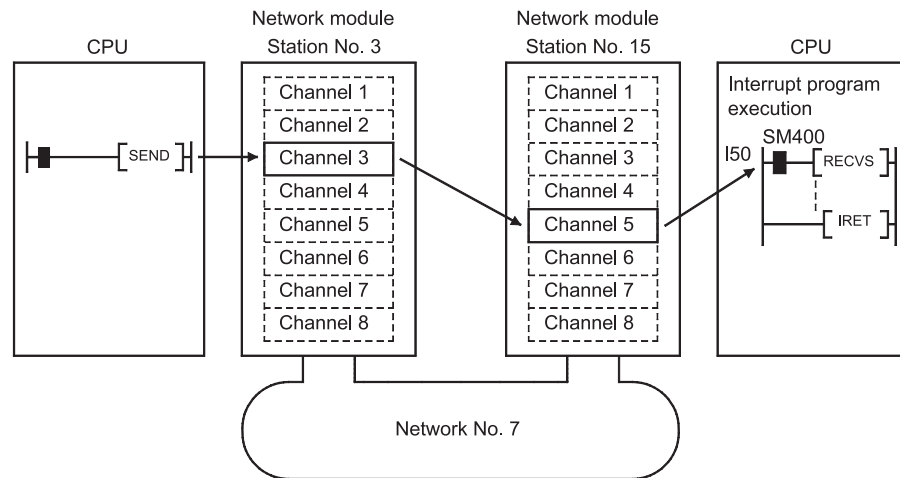 CPU
Network module
Station No. 3
Network module
Station No. 15
CPU
SEND
Channel 1
Channel 2
Channel 3
Channel 4
Channel 5
Channel 6
Channel 7
Channel 8
Channel 1
Channel 2
Channel 3
Channel 4
Channel 5
Channel 6
Channel 7
Channel 8
Interrupt program
execution
SM400
I50
RECVS
IRET
Network No. 7